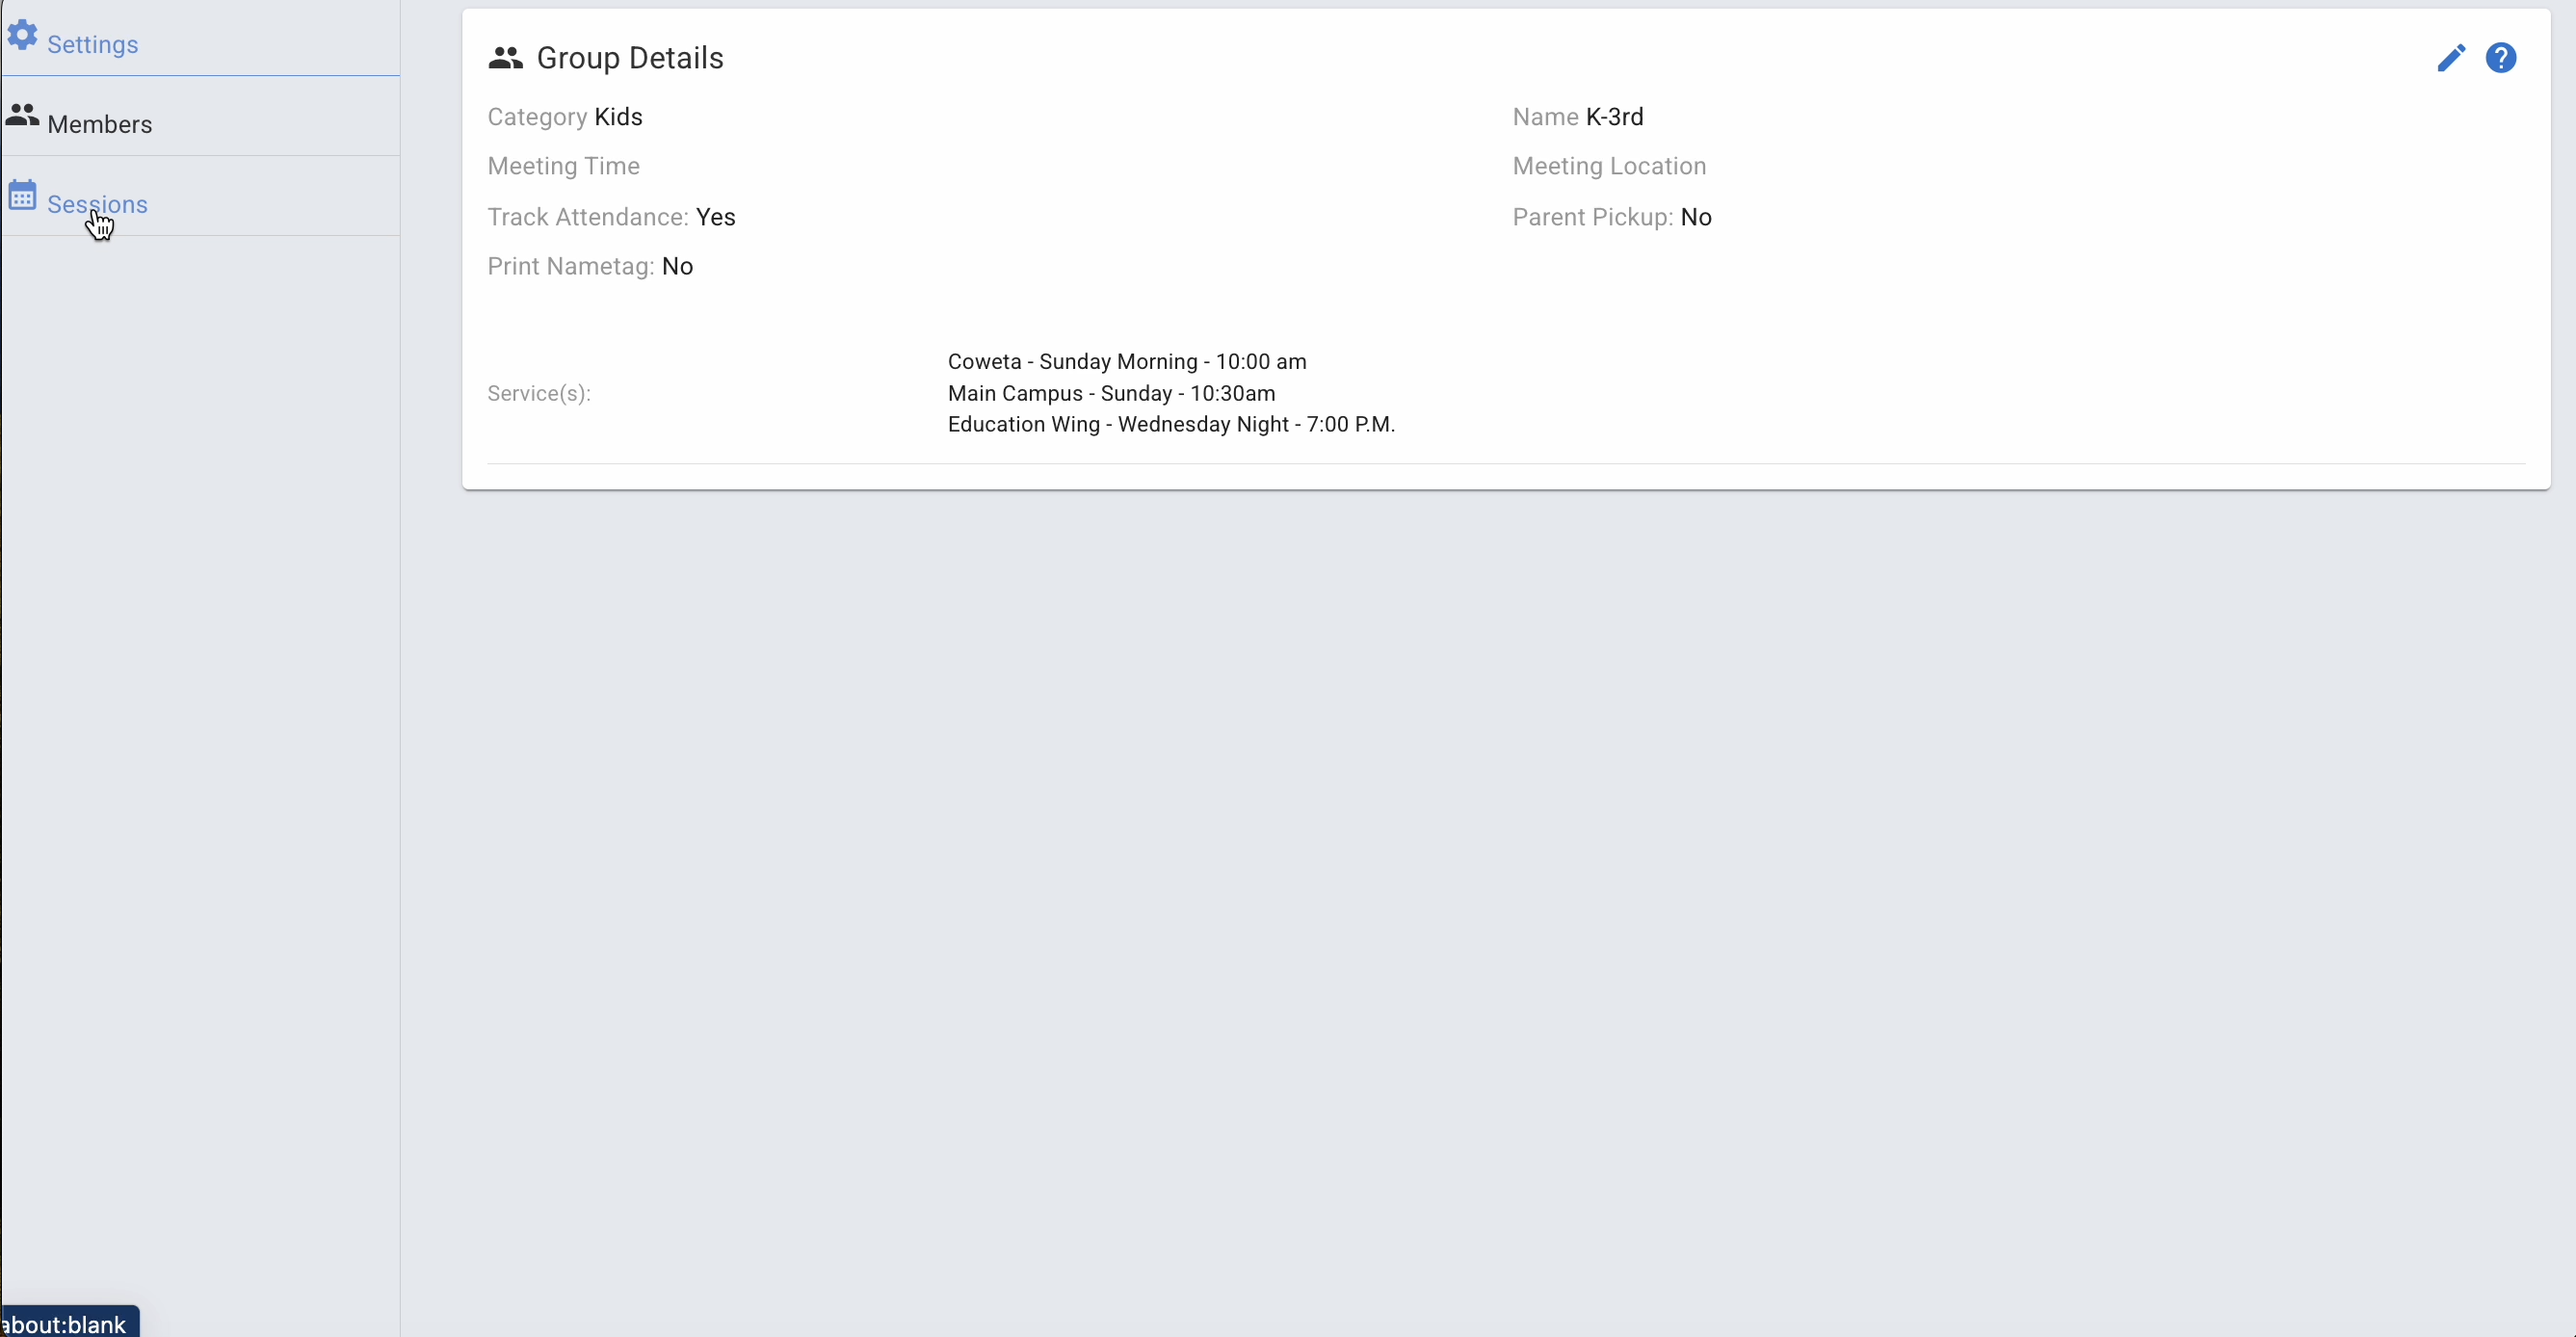 Settings
Members
Sessions
Group Details
Category Kids
Name K-3rd
Meeting Time
Meeting Location
Track Attendance: Yes
Parent Pickup: No
Print Nametag: No
Service(s):
Coweta - Sunday Morning - 10:00 am
Main Campus - Sunday - 10:30am
Education Wing - Wednesday Night - 7:00 P.M.
about:blank